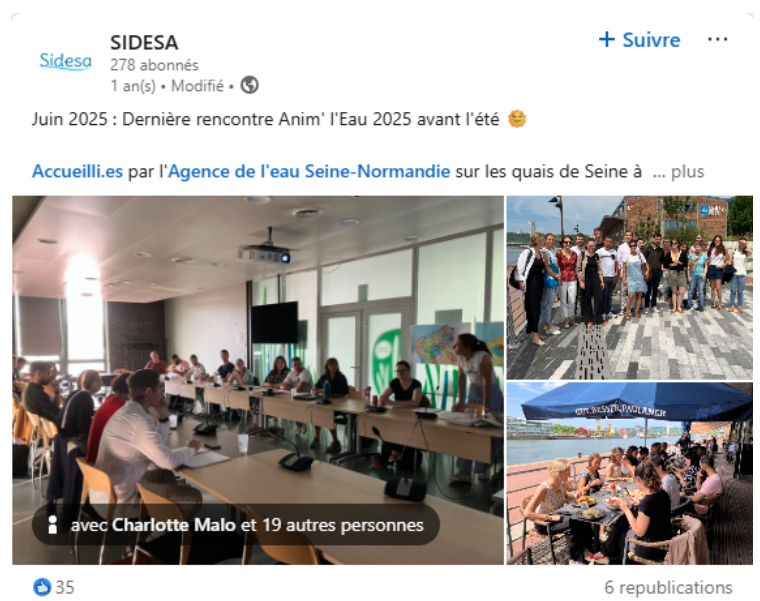 Sidesa
SIDESA
278 abonnés
1 an(s) • Modifié •
+ Suivre
Juin 2025 : Dernière rencontre Anim' l'Eau 2025 avant l'été
Accueilli.es par l'Agence de l'eau Seine-Normandie sur les quais de Seine à ... plus
avec Charlotte Malo et 19 autres personnes
35
6 republications